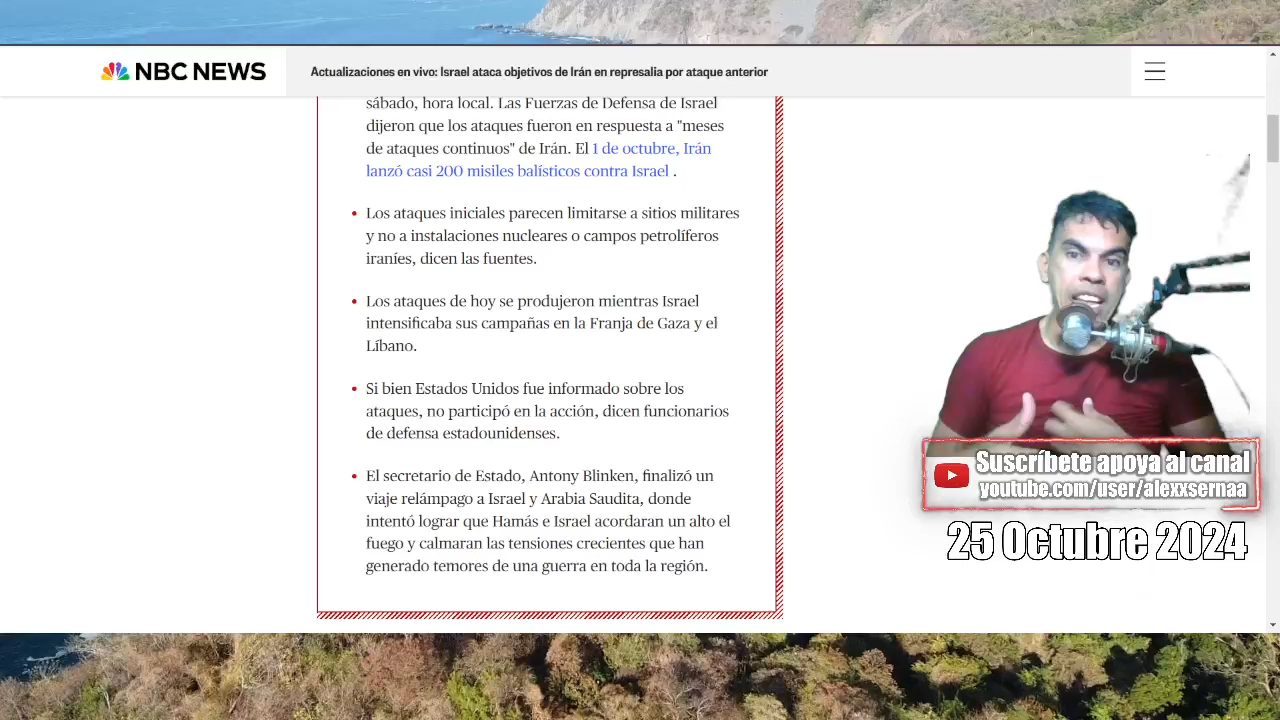 NBC NEWS
Actualizaciones en vivo: Israel ataca objetivos de Irán en represalia por ataque anterior
sábado, hora local. Las Fuerzas de Defensa de Israel
dijeron que los ataques fueron en respuesta a "meses
de ataques continuos" de Irán. El 1 de octubre, Irán
lanzó casi 200 misiles balísticos contra Israel .
• Los ataques iniciales parecen limitarse a sitios militares
y no a instalaciones nucleares o campos petrolíferos
iraníes, dicen las fuentes.
• Los ataques de hoy se produjeron mientras Israel
intensificaba sus campañas en la Franja de Gaza y el
Líbano.
• Si bien Estados Unidos fue informado sobre los
ataques, no participó en la acción, dicen funcionarios
de defensa estadounidenses.
• El secretario de Estado, Antony Blinken, finalizó un
viaje relámpago a Israel y Arabia Saudita, donde
intentó lograr que Hamás e Israel acordaran un alto el
fuego y calmaran las tensiones crecientes que han
generado temores de una guerra en toda la región.
Suscríbete apoya al canal
youtube.com/user/alexxsernaa
25 Octubre 2024